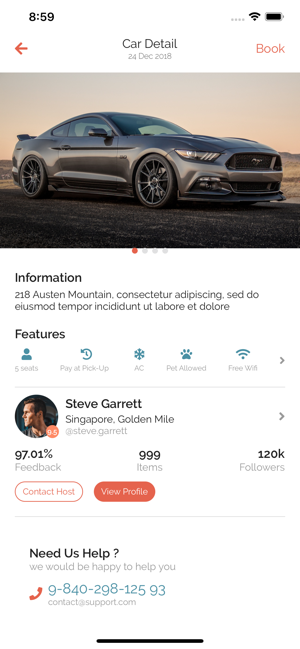 8:59
Car Detail
24 Dec 2018
Book
Information
218 Austen Mountain, consectetur adipiscing, sed do
eiusmod tempor incididunt ut labore et dolore
Features
5 seats Pay at Pick-Up AC Pet Allowed Free Wifi
Steve Garrett
Singapore, Golden Mile
@steve.garrett
9.5
97.01% 999 120k
Feedback Items Followers
Contact Host View Profile
Need Us Help ?
we would be happy to help you
9-840-298-125 93
contact@support.com